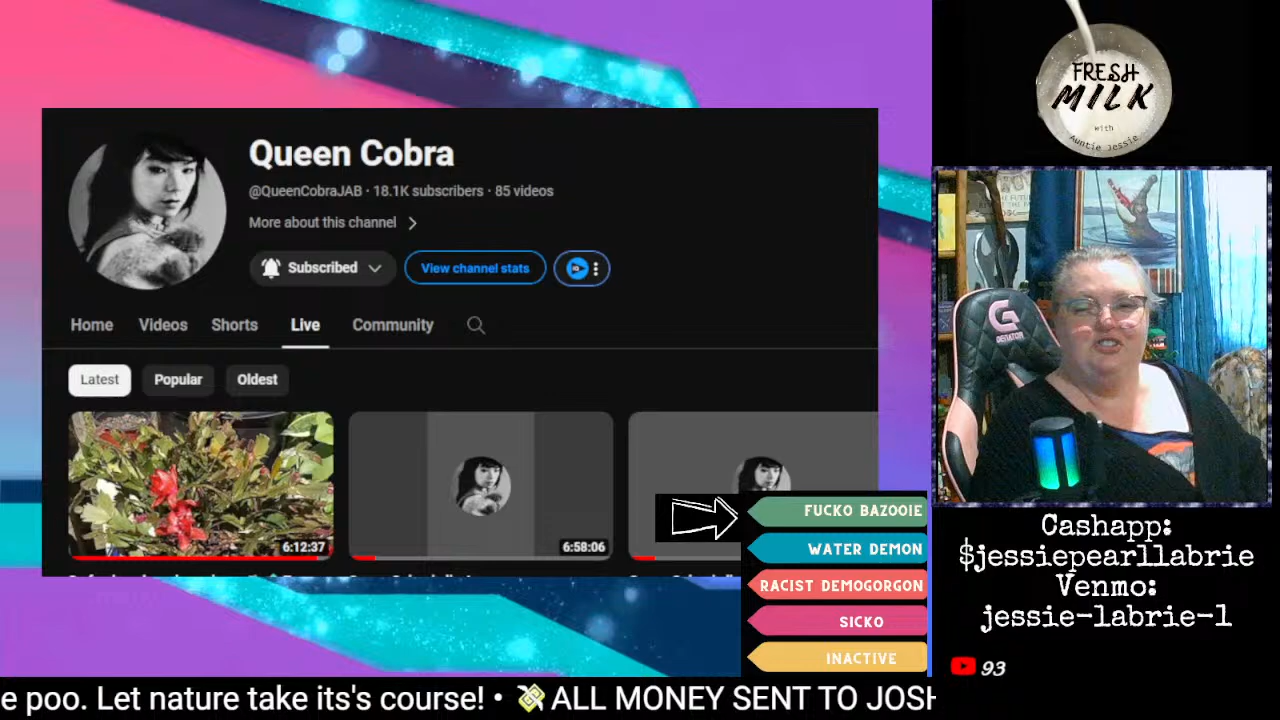 Queen Cobra
@QueenCobraJAB · 18.1K subscribers · 85 videos
More about this channel
Subscribed
View channel stats
Home
Videos
Shorts
Live
Community
Latest
Popular
Oldest
6:12:37
6:58:06
FUCKO BAZOOIE
WATER DEMON
RACIST DEMOGORGON
SICKO
INACTIVE
e poo. Let nature take its's course! • 💸ALL MONEY SENT TO JOSH
FRESH
MILK
with
Auntie Jessie
Cashapp:
$jessiepearllabrie
Venmo:
jessie-labrie-1
93